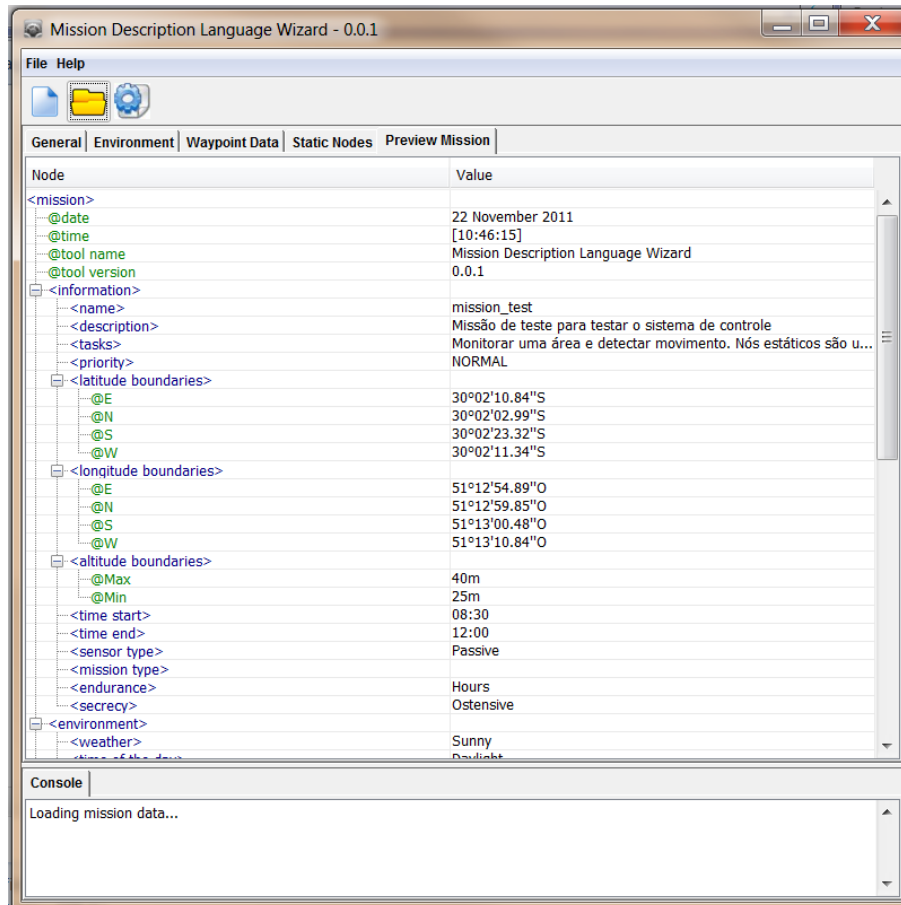 Mission Description Language Wizard - 0.0.1
File Help
General Environment Waypoint Data Static Nodes Preview Mission
Node Value
<mission>
@date 22 November 2011
@time [10:46:15]
@tool name Mission Description Language Wizard
@tool version 0.0.1
<information>
<name> mission_test
<description> Missão de teste para testar o sistema de controle
<tasks> Monitorar uma área e detectar movimento. Nós estáticos são u...
<priority> NORMAL
<latitude boundaries>
@E 30º02'10.84"S
@N 30º02'02.99"S
@S 30º02'23.32"S
@W 30º02'11.34"S
<longitude boundaries>
@E 51º12'54.89"O
@N 51º12'59.85"O
@S 51º13'00.48"O
@W 51º13'10.84"O
<altitude boundaries>
@Max 40m
@Min 25m
<time start> 08:30
<time end> 12:00
<sensor type> Passive
<mission type>
<endurance> Hours
<secrecy> Ostensive
<environment>
<weather> Sunny
<time of the day> Daylight
Console
Loading mission data...